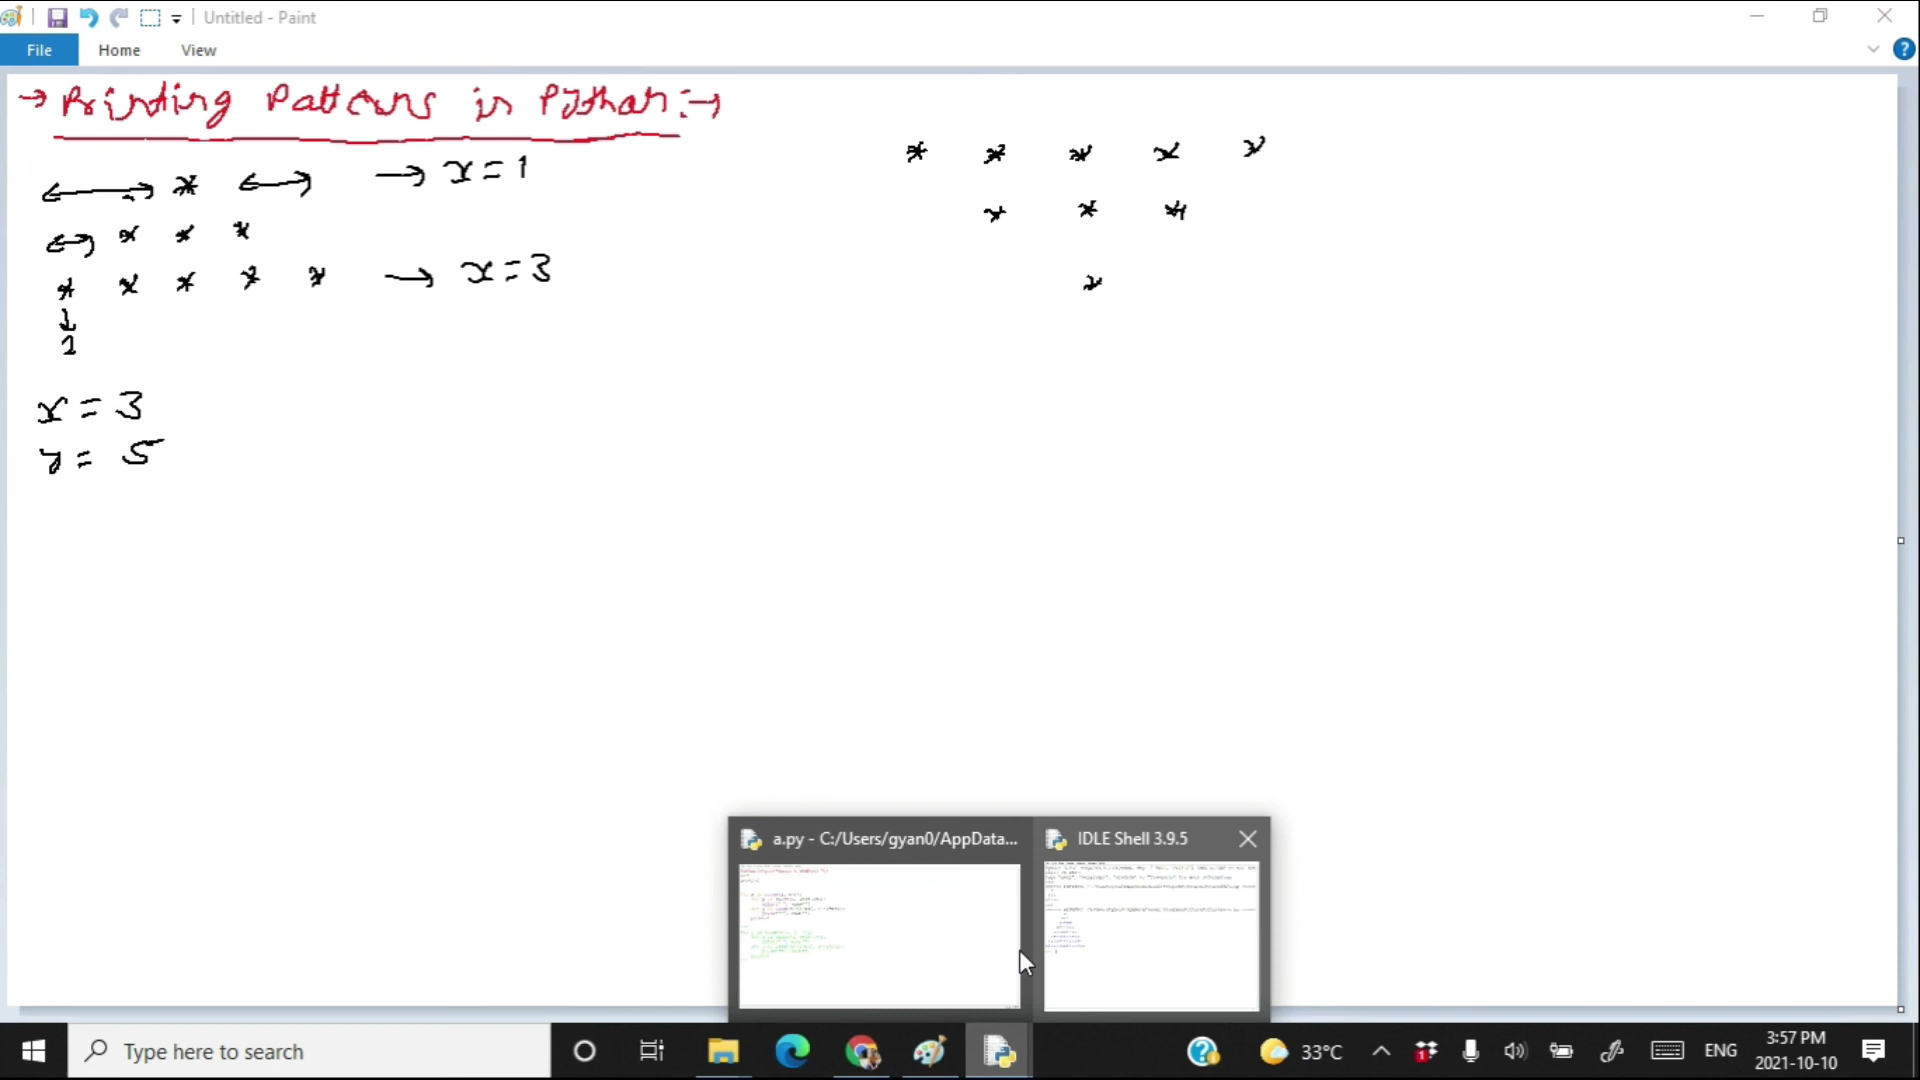 Untitled - Paint
File Home View
→ Printing Patterns in Python :→
* → x = 1
* * *
* * * * * → x = 3
↓
1
x = 3
y = 5
* * * * *
* * *
*
a.py - C:/Users/gyan0/AppData...
IDLE Shell 3.9.5
Type here to search
33°C
ENG
3:57 PM
2021-10-10